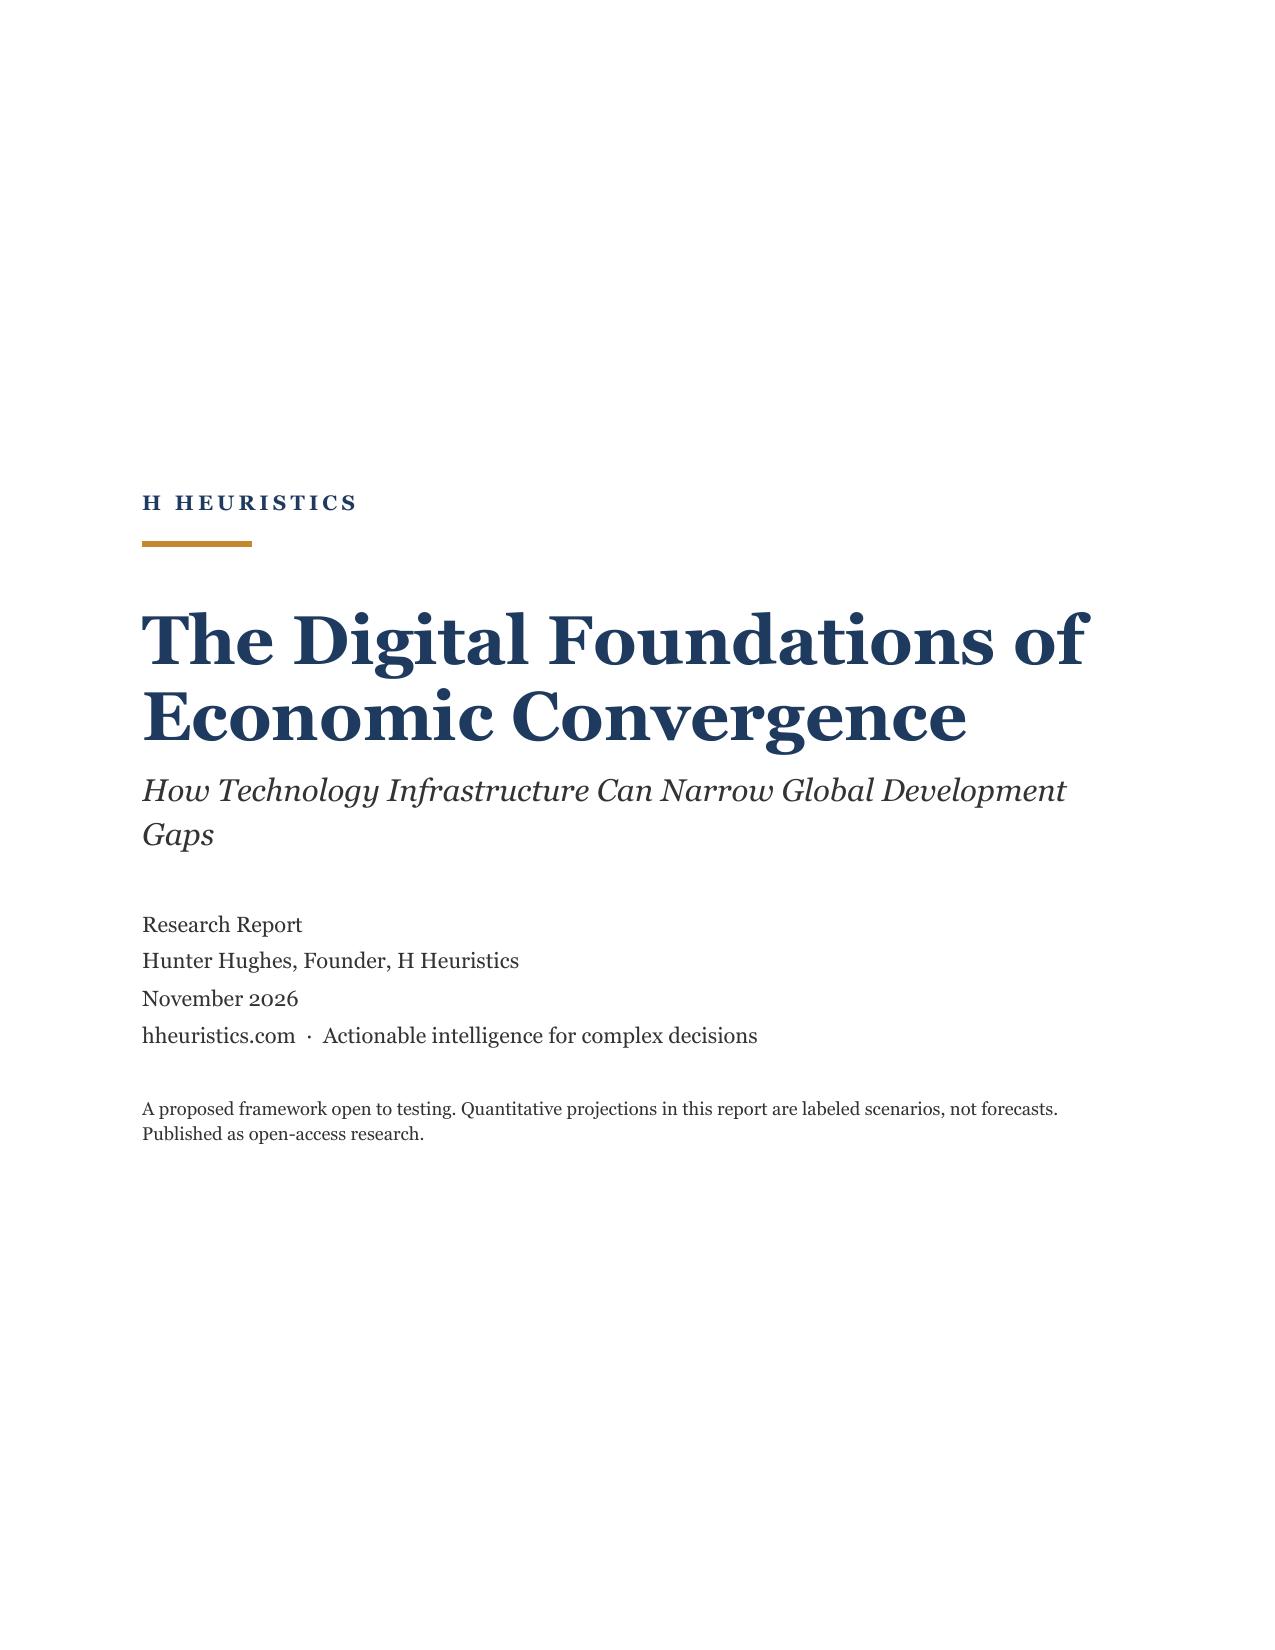 H HEURISTICS
The Digital Foundations of
Economic Convergence
How Technology Infrastructure Can Narrow Global Development
Gaps
Research Report
Hunter Hughes, Founder, H Heuristics
November 2026
hheuristics.com · Actionable intelligence for complex decisions
A proposed framework open to testing. Quantitative projections in this report are labeled scenarios, not forecasts.
Published as open-access research.